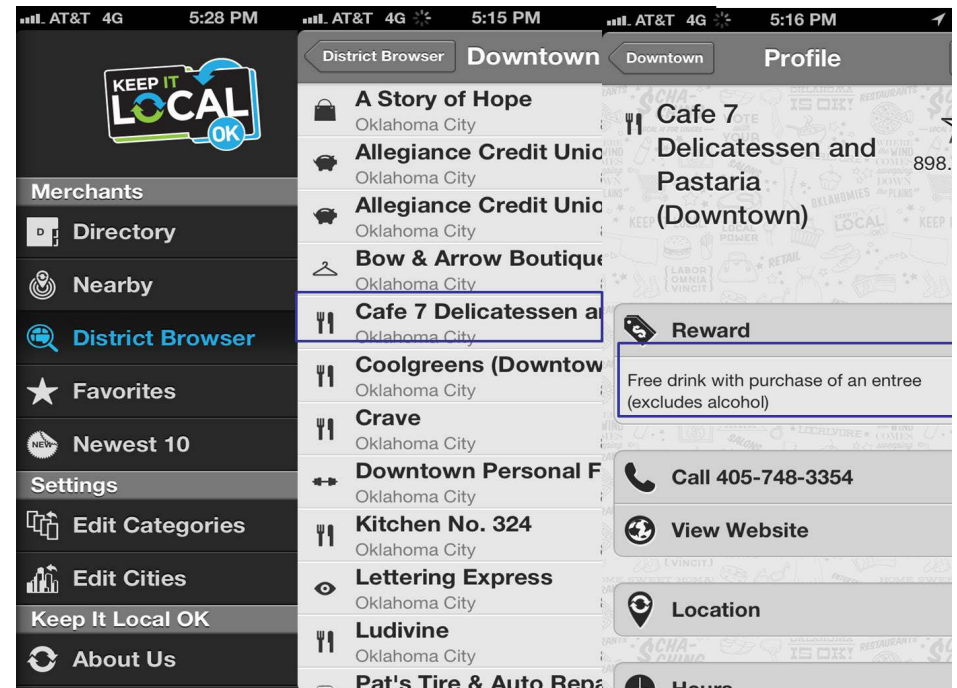 AT&T 4G 5:28 PM
KEEP IT
LOCAL
OK
Merchants
Directory
Nearby
District Browser
Favorites
NEW
Newest 10
Settings
Edit Categories
Edit Cities
Keep It Local OK
About Us
AT&T 4G 5:15 PM
District Browser Downtown
A Story of Hope
Oklahoma City
Allegiance Credit Unio
Oklahoma City
Allegiance Credit Unio
Oklahoma City
Bow & Arrow Boutique
Oklahoma City
Cafe 7 Delicatessen a
Oklahoma City
Coolgreens (Downtow
Oklahoma City
Crave
Oklahoma City
Downtown Personal F
Oklahoma City
Kitchen No. 324
Oklahoma City
Lettering Express
Oklahoma City
Ludivine
Oklahoma City
Pat's Tire & Auto Repa
AT&T 4G 5:16 PM
Downtown Profile
Cafe 7
Delicatessen and
Pastaria
(Downtown)
898.
Reward
Free drink with purchase of an entree
(excludes alcohol)
Call 405-748-3354
View Website
Location
Hours